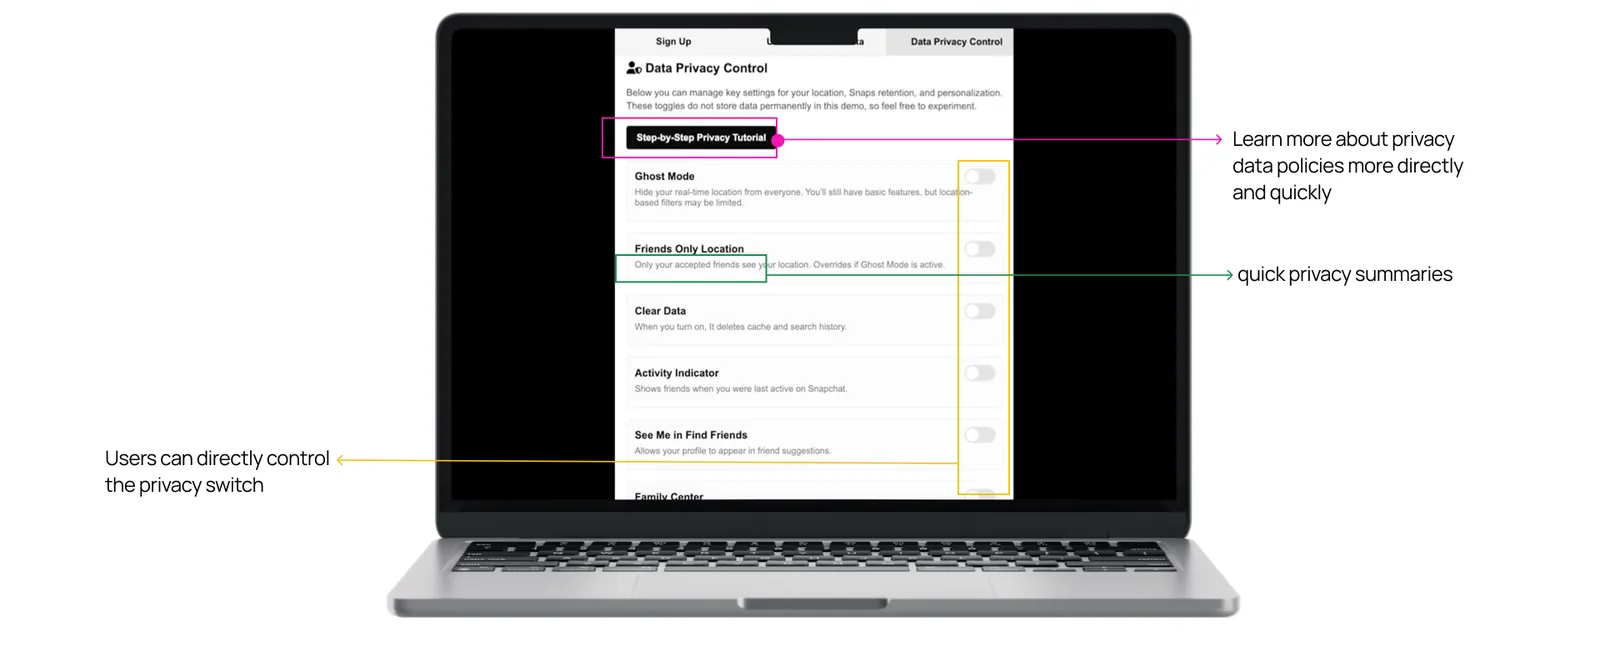 Sign Up
Data Privacy Control
Data Privacy Control
Below you can manage key settings for your location, Snaps retention, and personalization.
These toggles do not store data permanently in this demo, so feel free to experiment.
Step-by-Step Privacy Tutorial
Learn more about privacy
data policies more directly
and quickly
Ghost Mode
Hide your real-time location from everyone. You'll still have basic features, but location-
based filters may be limited.
Friends Only Location
Only your accepted friends see your location. Overrides if Ghost Mode is active.
quick privacy summaries
Clear Data
When you turn on, It deletes cache and search history.
Activity Indicator
Shows friends when you were last active on Snapchat.
See Me in Find Friends
Allows your profile to appear in friend suggestions.
Users can directly control
the privacy switch
Family Center